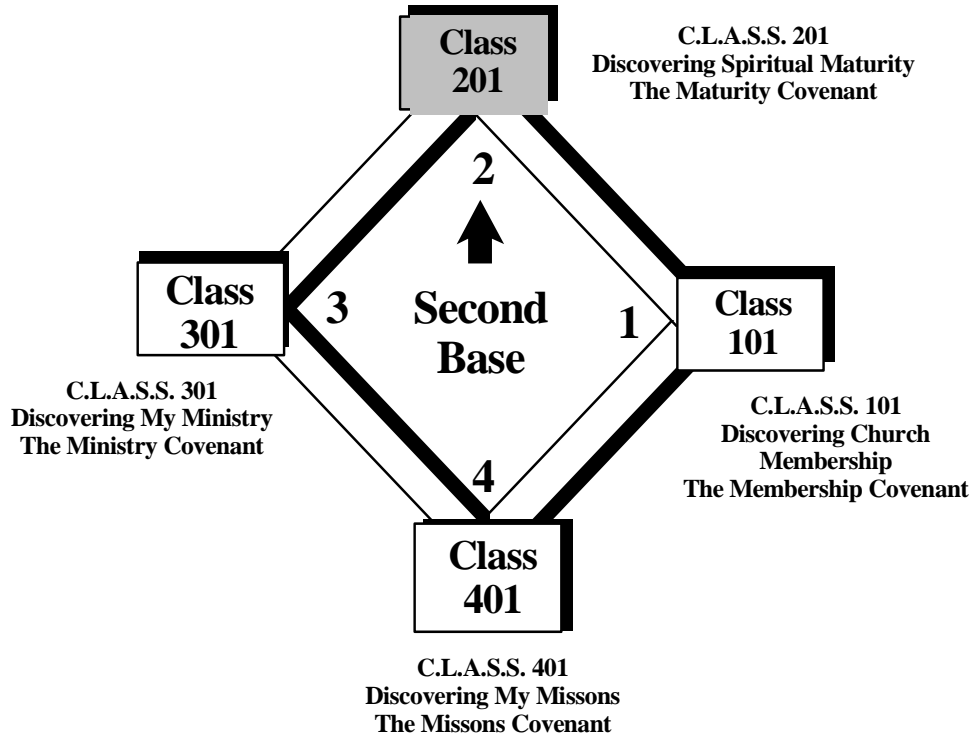 Class
201
C.L.A.S.S. 201
Discovering Spiritual Maturity
The Maturity Covenant
2
Class
301
3
Second
Base
1
Class
101
C.L.A.S.S. 301
Discovering My Ministry
The Ministry Covenant
C.L.A.S.S. 101
Discovering Church
Membership
The Membership Covenant
4
Class
401
C.L.A.S.S. 401
Discovering My Missons
The Missons Covenant